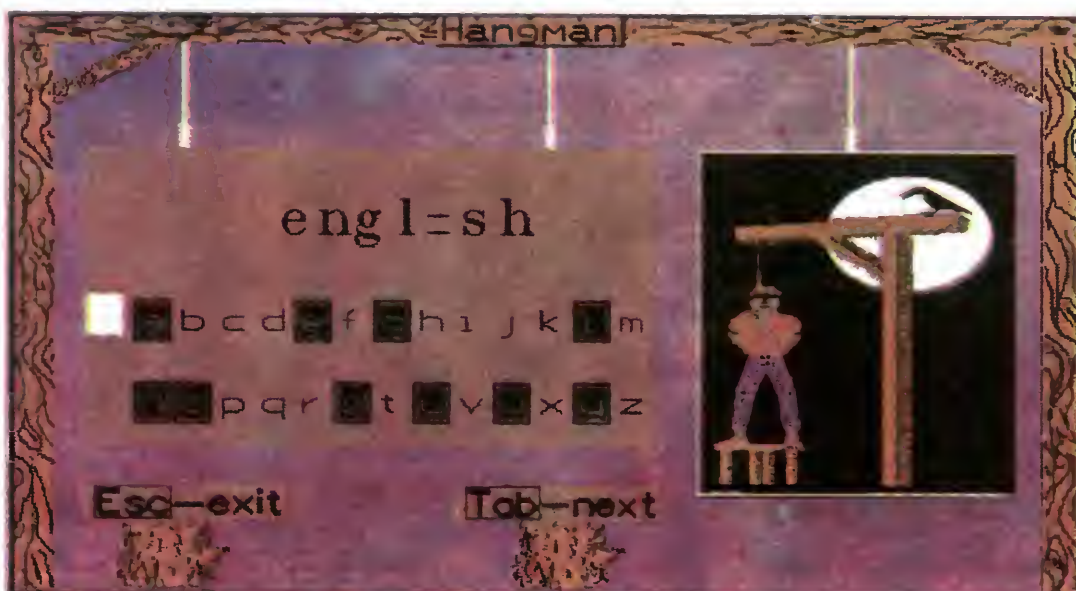 Hangman
engl=sh
a b c d e f g h i j k l m
n o p q r s t u v w x y z
Esc-exit Tab-next